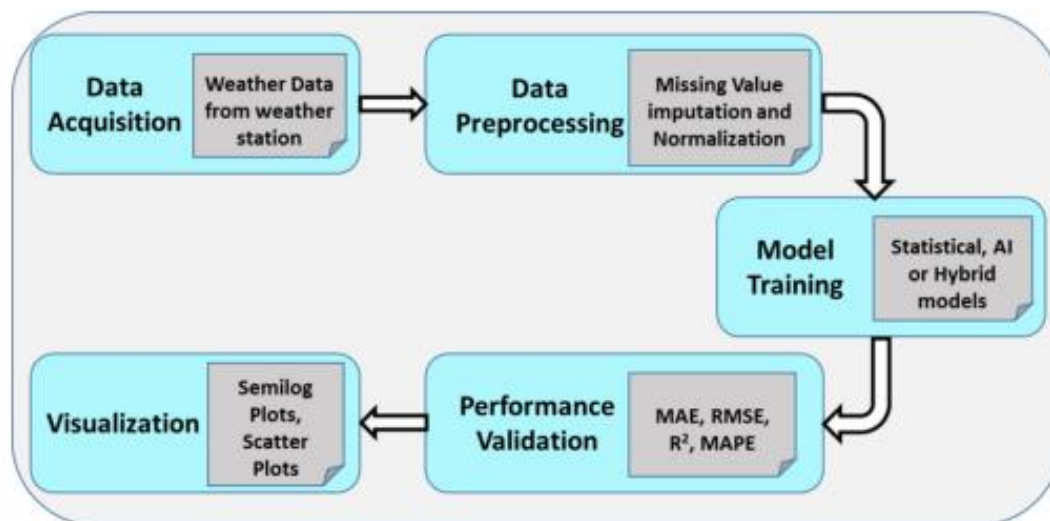 Data
Acquisition
Weather Data
from weather
station
Data
Preprocessing
Missing Value
imputation and
Normalization
Model
Training
Statistical, AI
or Hybrid
models
Performance
Validation
MAE, RMSE,
R², MAPE
Visualization
Semilog
Plots,
Scatter
Plots